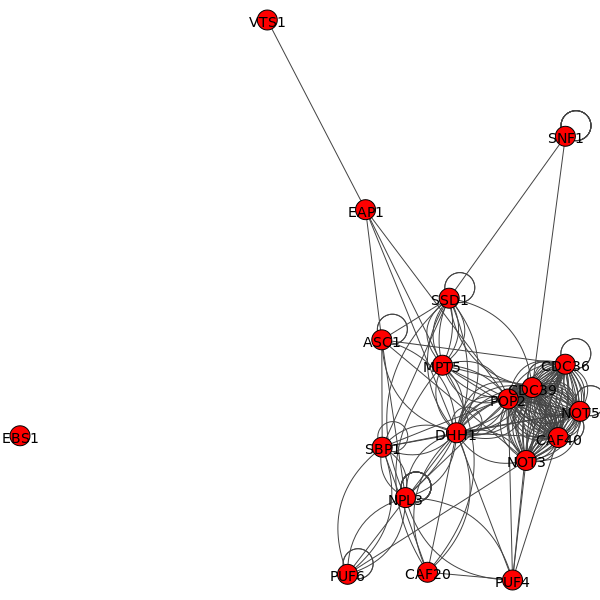 VTS1
SNF1
EAP1
SSD1
ASC1
MPT5
CDC36
CDC39
POP2
NOT5
EBS1
DHH1
CAF40
SBP1
NOT3
NPL3
PUF6
CAF20
PUF4